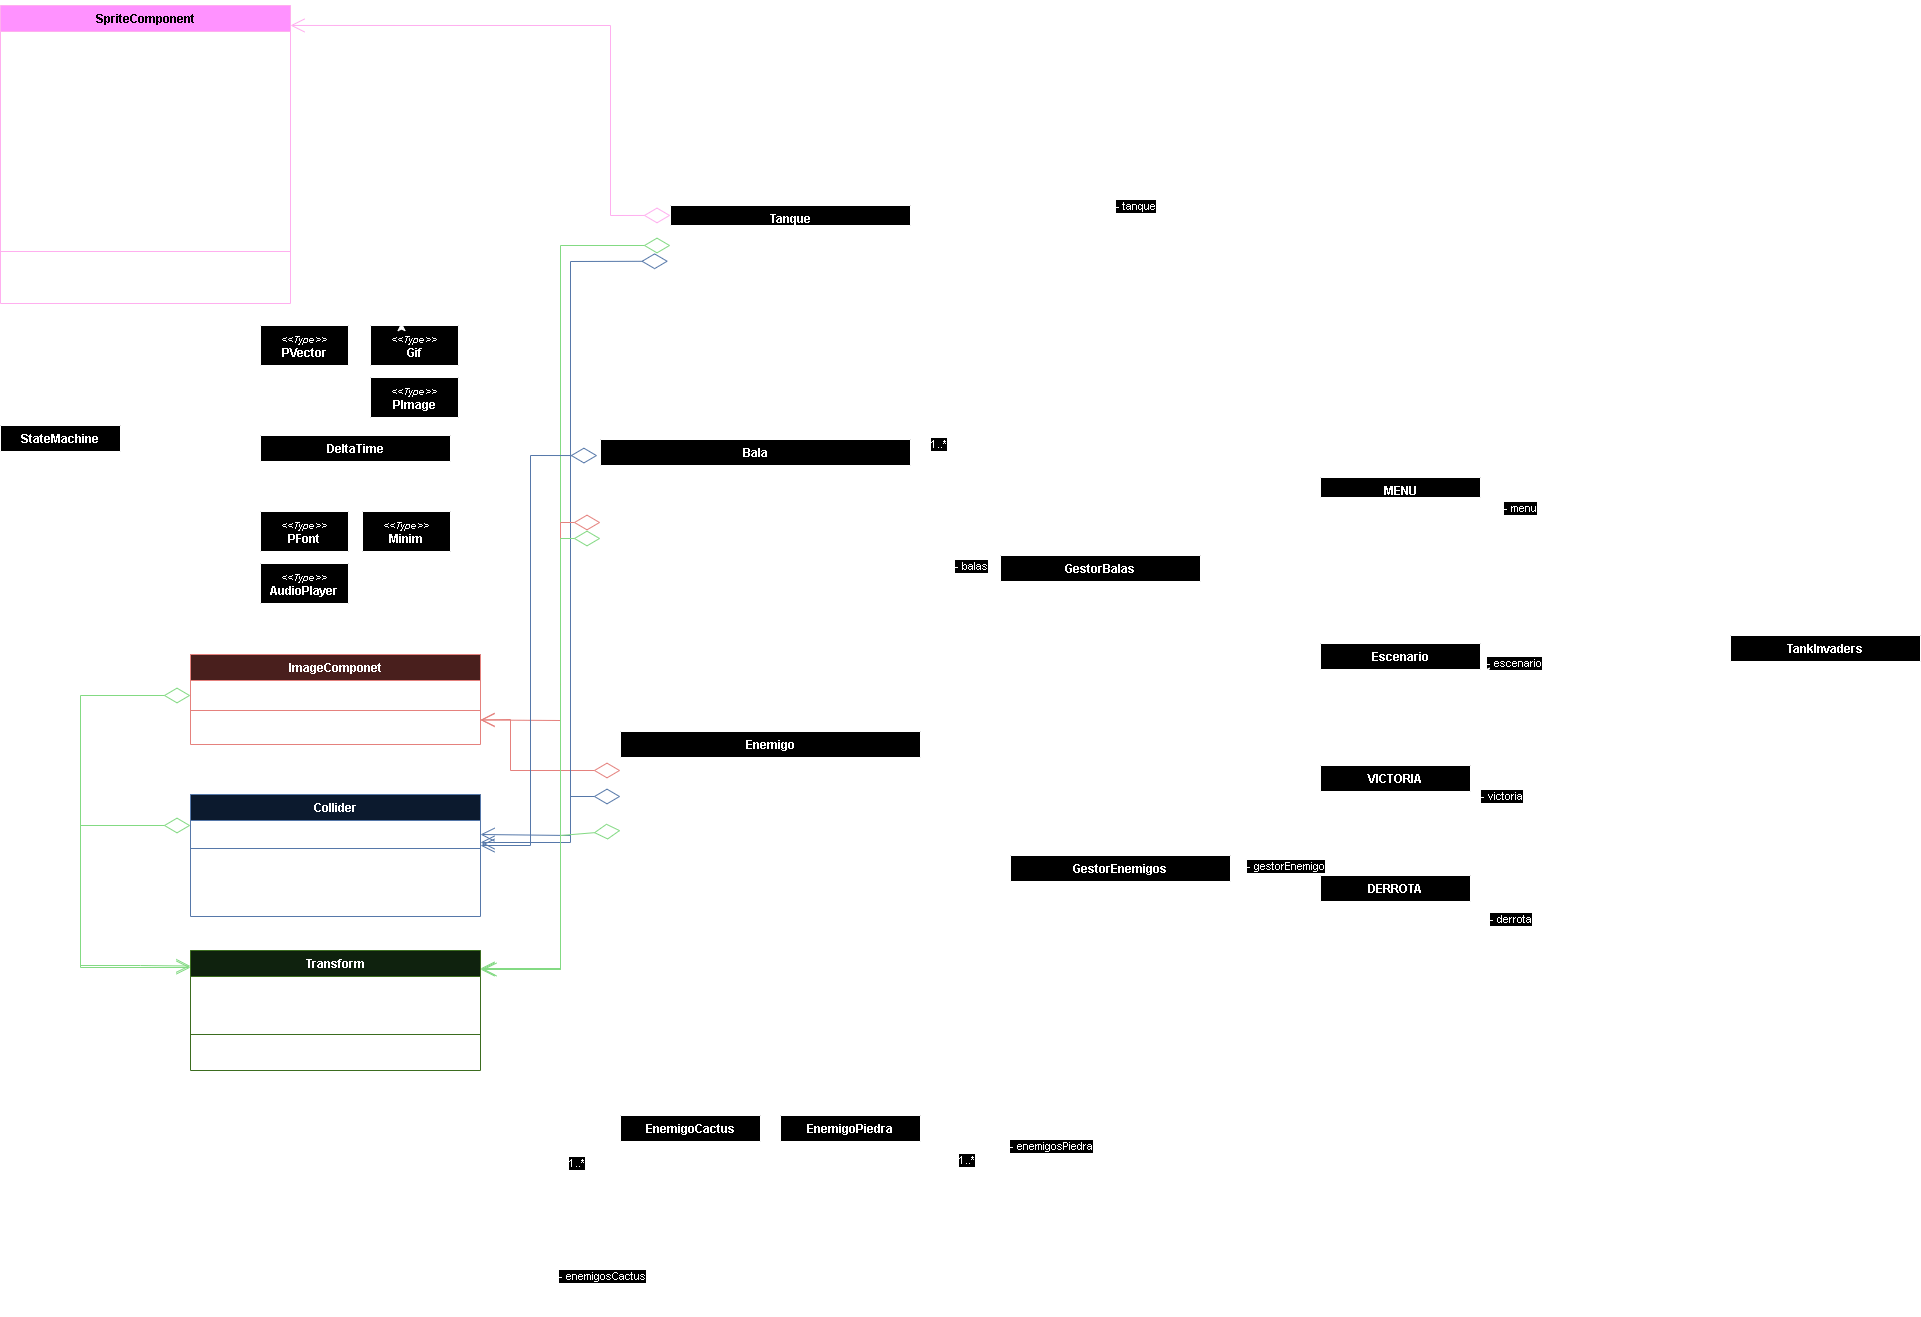 SpriteComponent
Tanque
- tanque
<<Type>>
PVector
<<Type>>
Gif
<<Type>>
PImage
StateMachine
DeltaTime
Bala
1..*
MENU
- menu
<<Type>>
PFont
<<Type>>
Minim
<<Type>>
AudioPlayer
- balas
GestorBalas
Escenario
- escenario
TankInvaders
ImageComponet
Enemigo
VICTORIA
- victoria
Collider
GestorEnemigos
- gestorEnemigo
DERROTA
- derrota
Transform
EnemigoCactus
EnemigoPiedra
- enemigosPiedra
1..*
1..*
- enemigosCactus